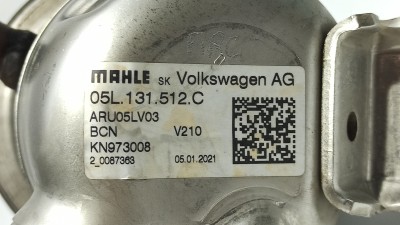 MAHLE SK Volkswagen AG
05L.131.512.C
ARU05LV03
BCN V210
KN973008
2_0087363 05.01.2021